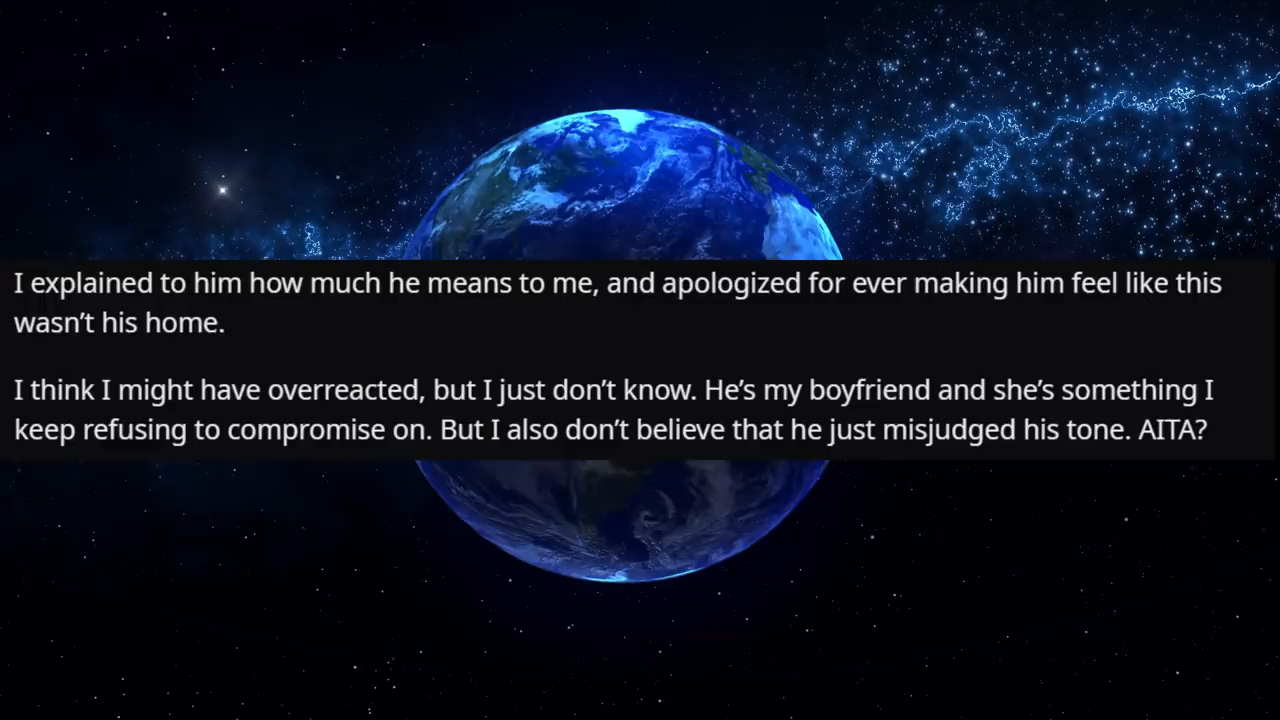 I explained to him how much he means to me, and apologized for ever making him feel like this
wasn’t his home.
I think I might have overreacted, but I just don’t know. He’s my boyfriend and she’s something I
keep refusing to compromise on. But I also don’t believe that he just misjudged his tone. AITA?